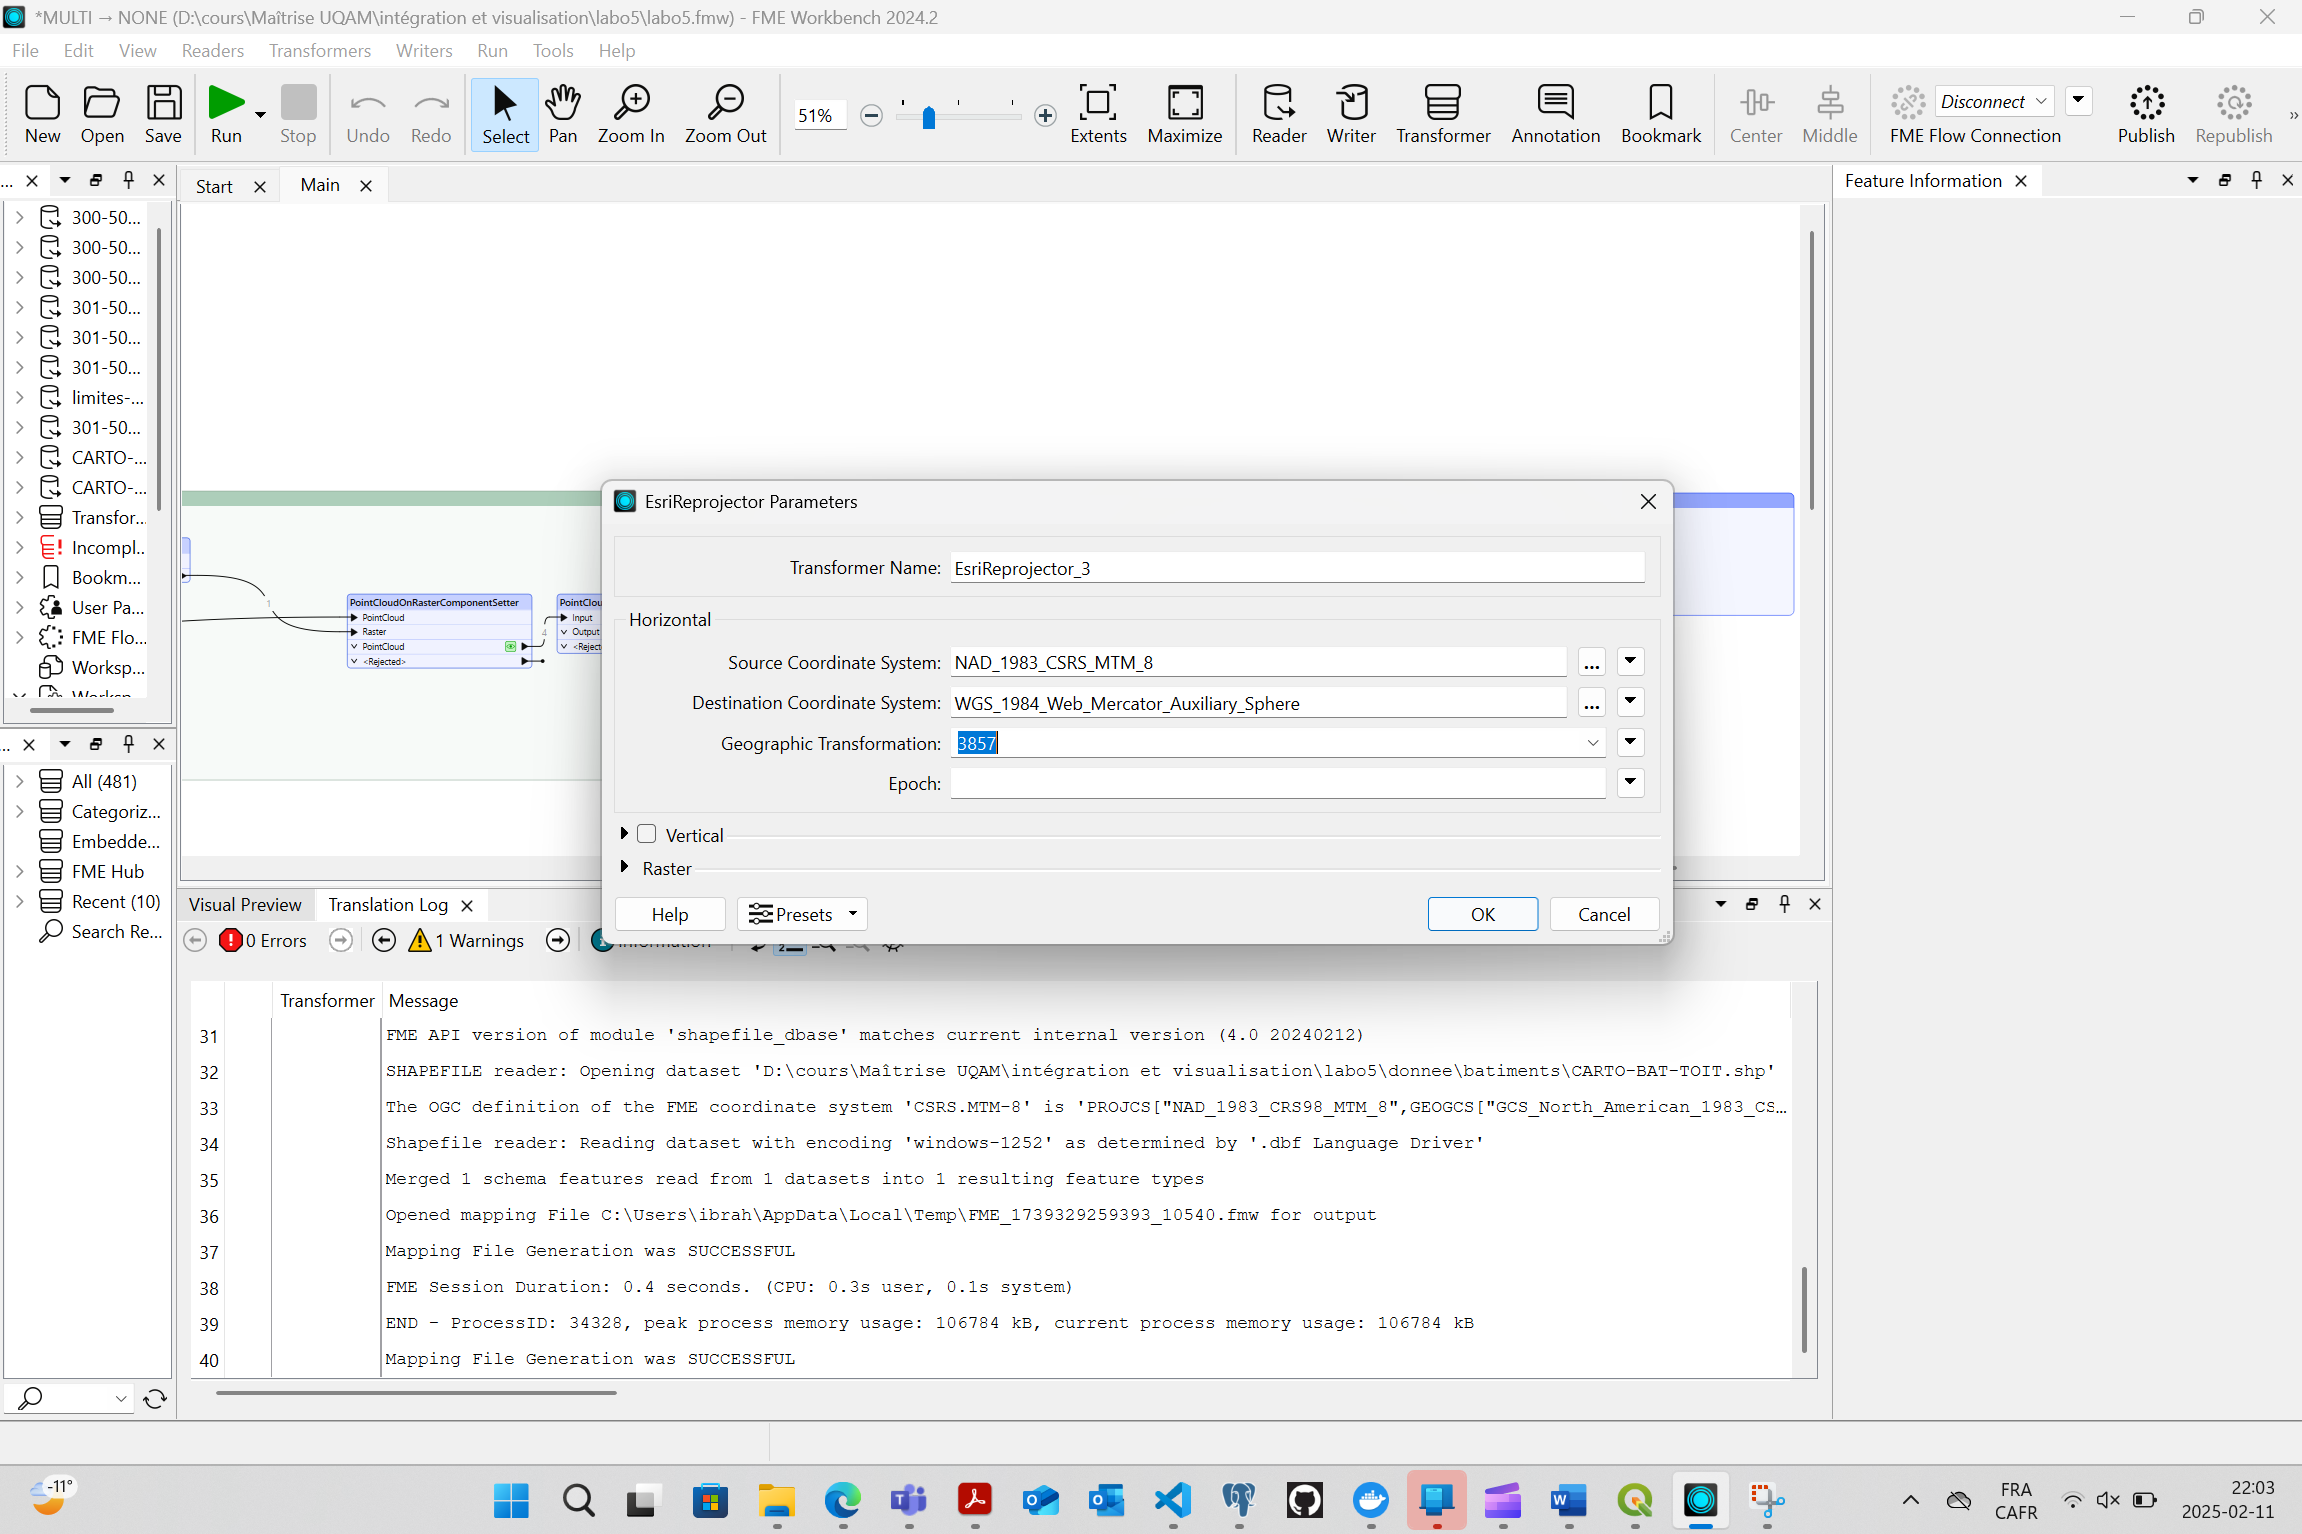 *MULTI → NONE (D:\cours\Maîtrise UQAM\intégration et visualisation\labo5\labo5.fmw) - FME Workbench 2024.2
File Edit View Readers Transformers Writers Run Tools Help
New Open Save Run Stop Undo Redo Select Pan Zoom In Zoom Out 51% Extents Maximize Reader Writer Transformer Annotation Bookmark Center Middle Disconnect FME Flow Connection Publish Republish »
...
Start Main
Feature Information
300-50...
300-50...
300-50...
301-50...
301-50...
301-50...
limites-...
301-50...
CARTO-...
CARTO-...
Transfor...
Incompl...
Bookm...
User Pa...
FME Flo...
Worksp...
Worksp...
1
PointCloudOnRasterComponentSetter
PointCloud
Raster
PointCloud
<Rejected>
4
PointClou
Input
Output
<Reject
EsriReprojector Parameters
Transformer Name: EsriReprojector_3
Horizontal
Source Coordinate System: NAD_1983_CSRS_MTM_8 ...
Destination Coordinate System: WGS_1984_Web_Mercator_Auxiliary_Sphere ...
Geographic Transformation: 3857
Epoch:
Vertical
Raster
Help Presets OK Cancel
...
All (481)
Categoriz...
Embedde...
FME Hub
Recent (10)
Search Re...
Visual Preview Translation Log
0 Errors 1 Warnings Information
Transformer Message
31 FME API version of module 'shapefile_dbase' matches current internal version (4.0 20240212)
32 SHAPEFILE reader: Opening dataset 'D:\cours\Maîtrise UQAM\intégration et visualisation\labo5\donnee\batiments\CARTO-BAT-TOIT.shp'
33 The OGC definition of the FME coordinate system 'CSRS.MTM-8' is 'PROJCS["NAD_1983_CRS98_MTM_8",GEOGCS["GCS_North_American_1983_CS...
34 Shapefile reader: Reading dataset with encoding 'windows-1252' as determined by '.dbf Language Driver'
35 Merged 1 schema features read from 1 datasets into 1 resulting feature types
36 Opened mapping File C:\Users\ibrah\AppData\Local\Temp\FME_1739329259393_10540.fmw for output
37 Mapping File Generation was SUCCESSFUL
38 FME Session Duration: 0.4 seconds. (CPU: 0.3s user, 0.1s system)
39 END - ProcessID: 34328, peak process memory usage: 106784 kB, current process memory usage: 106784 kB
40 Mapping File Generation was SUCCESSFUL
-11°
FRA
CAFR
22:03
2025-02-11